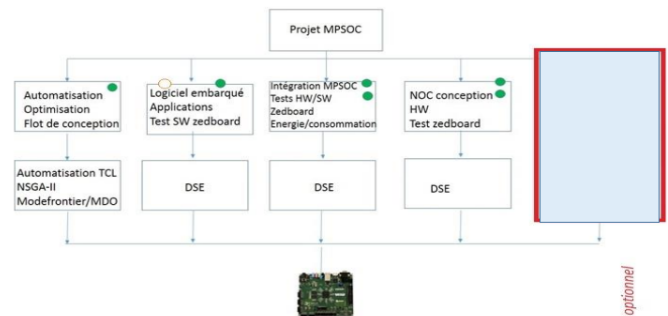 Projet MPSOC
Automatisation
Optimisation
Flot de conception
Logiciel embarqué
Applications
Test SW zedboard
Intégration MPSOC
Tests HW/SW
Zedboard
Energie/consommation
NOC conception
HW
Test zedboard
Automatisation TCL
NSGA-II
Modefrontier/MDO
DSE
DSE
DSE
optionnel